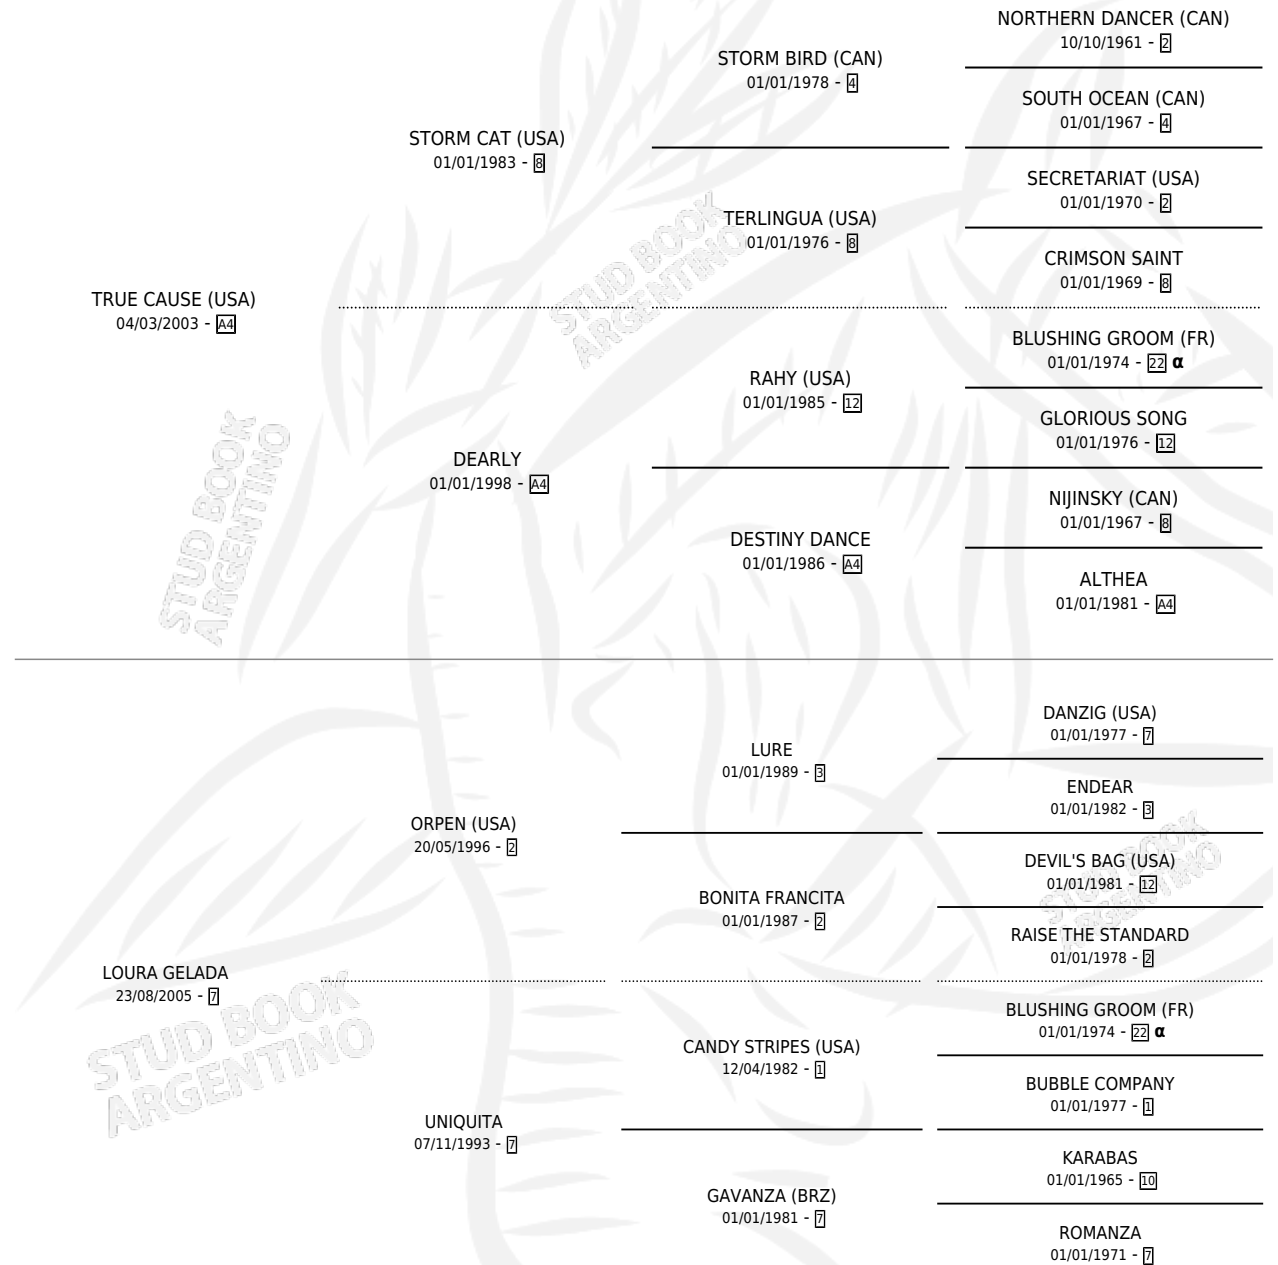 NORTHERN DANCER (CAN)
10/10/1961 - 2
STORM BIRD (CAN)
01/01/1978 - 4
SOUTH OCEAN (CAN)
01/01/1967 - 4
STORM CAT (USA)
01/01/1983 - 8
SECRETARIAT (USA)
01/01/1970 - 2
TERLINGUA (USA)
01/01/1976 - 8
CRIMSON SAINT
01/01/1969 - 8
TRUE CAUSE (USA)
04/03/2003 - A4
BLUSHING GROOM (FR)
01/01/1974 - 22 α
RAHY (USA)
01/01/1985 - 12
GLORIOUS SONG
01/01/1976 - 12
DEARLY
01/01/1998 - A4
NIJINSKY (CAN)
01/01/1967 - 8
DESTINY DANCE
01/01/1986 - A4
ALTHEA
01/01/1981 - A4
DANZIG (USA)
01/01/1977 - 7
LURE
01/01/1989 - 3
ENDEAR
01/01/1982 - 3
ORPEN (USA)
20/05/1996 - 2
DEVIL'S BAG (USA)
01/01/1981 - 12
BONITA FRANCITA
01/01/1987 - 2
RAISE THE STANDARD
01/01/1978 - 2
LOURA GELADA
23/08/2005 - 7
BLUSHING GROOM (FR)
01/01/1974 - 22 α
CANDY STRIPES (USA)
12/04/1982 - 1
BUBBLE COMPANY
01/01/1977 - 1
UNIQUITA
07/11/1993 - 7
KARABAS
01/01/1965 - 10
GAVANZA (BRZ)
01/01/1981 - 7
ROMANZA
01/01/1971 - 7
STUD BOOK
ARGENTINO
STUD BOOK
ARGENTINO
STUD BOOK
ARGENTINO
STUD BOOK
ARGENTINO